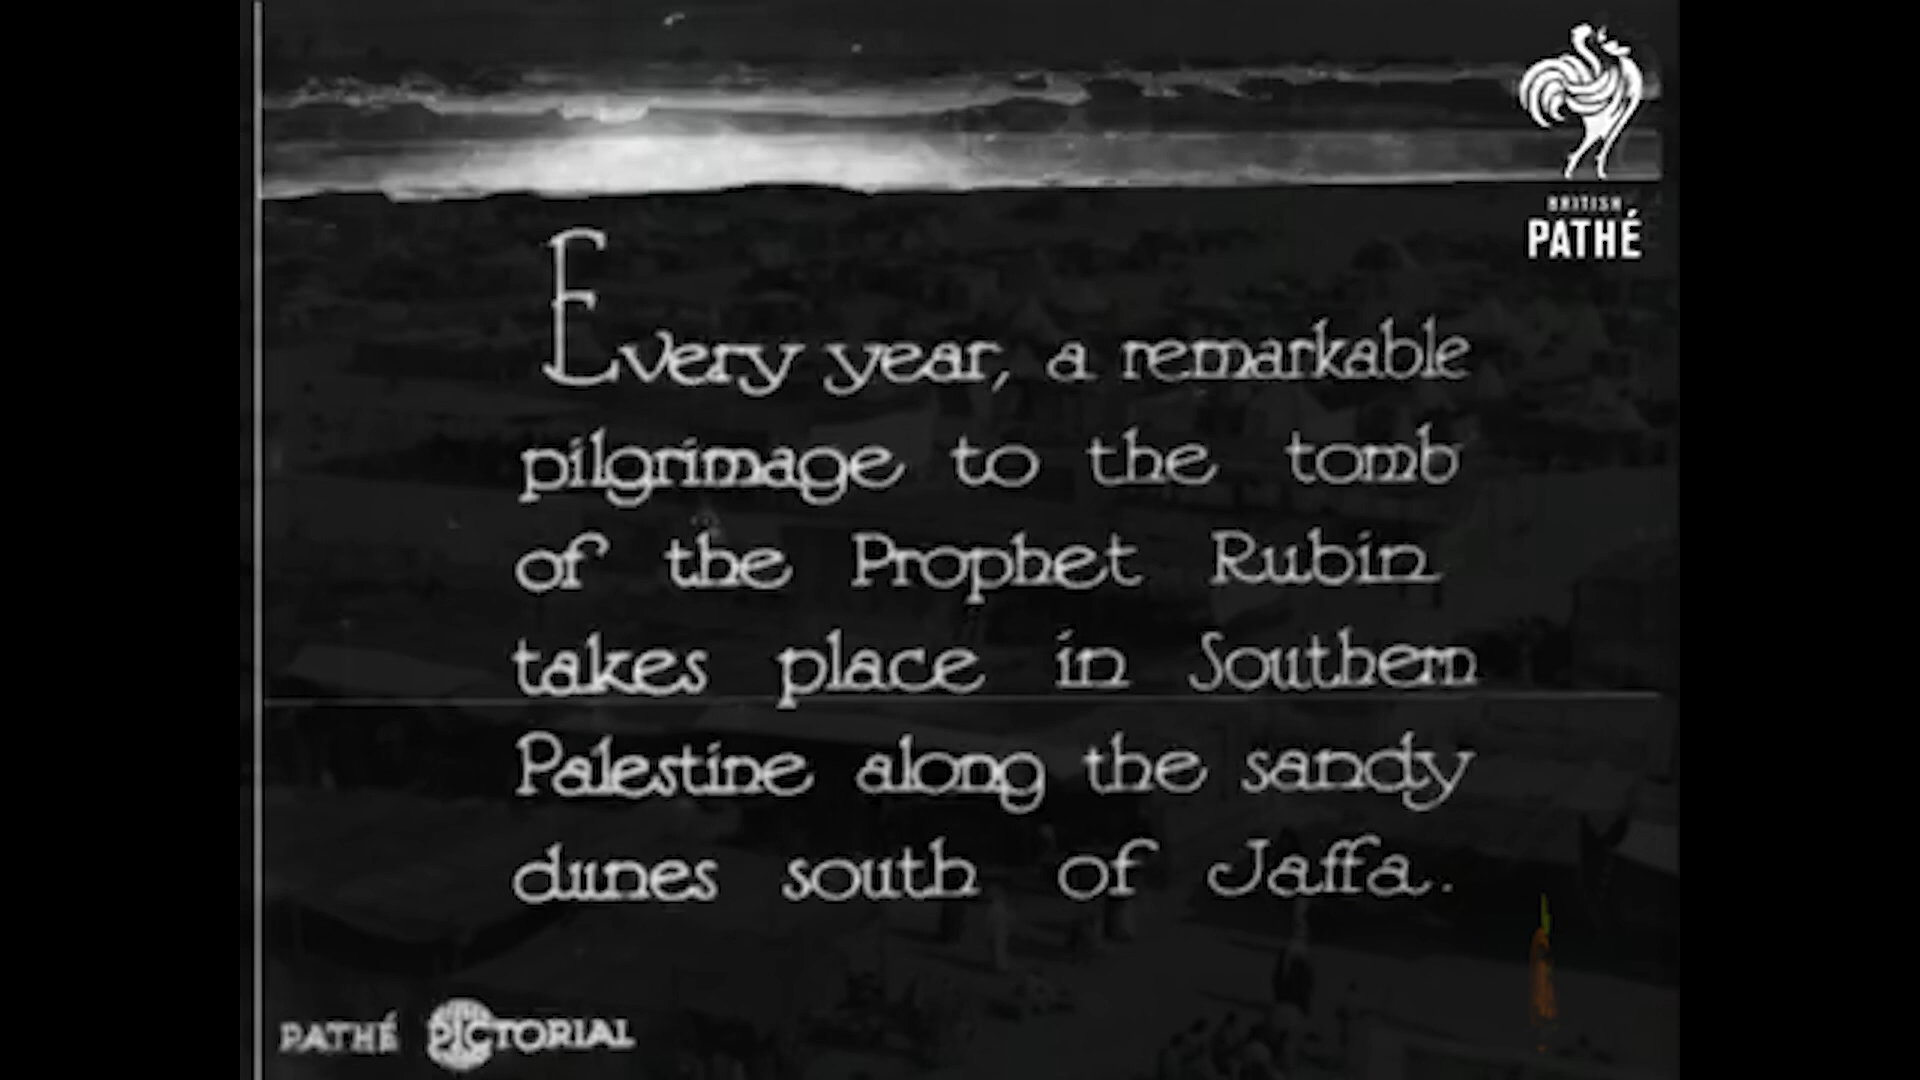 BRITISH
PATHÉ
Every year, a remarkable
pilgrimage to the tomb
of the Prophet Rubin
takes place in Southern
Palestine along the sandy
dunes south of Jaffa.
PATHÉ PICTORIAL